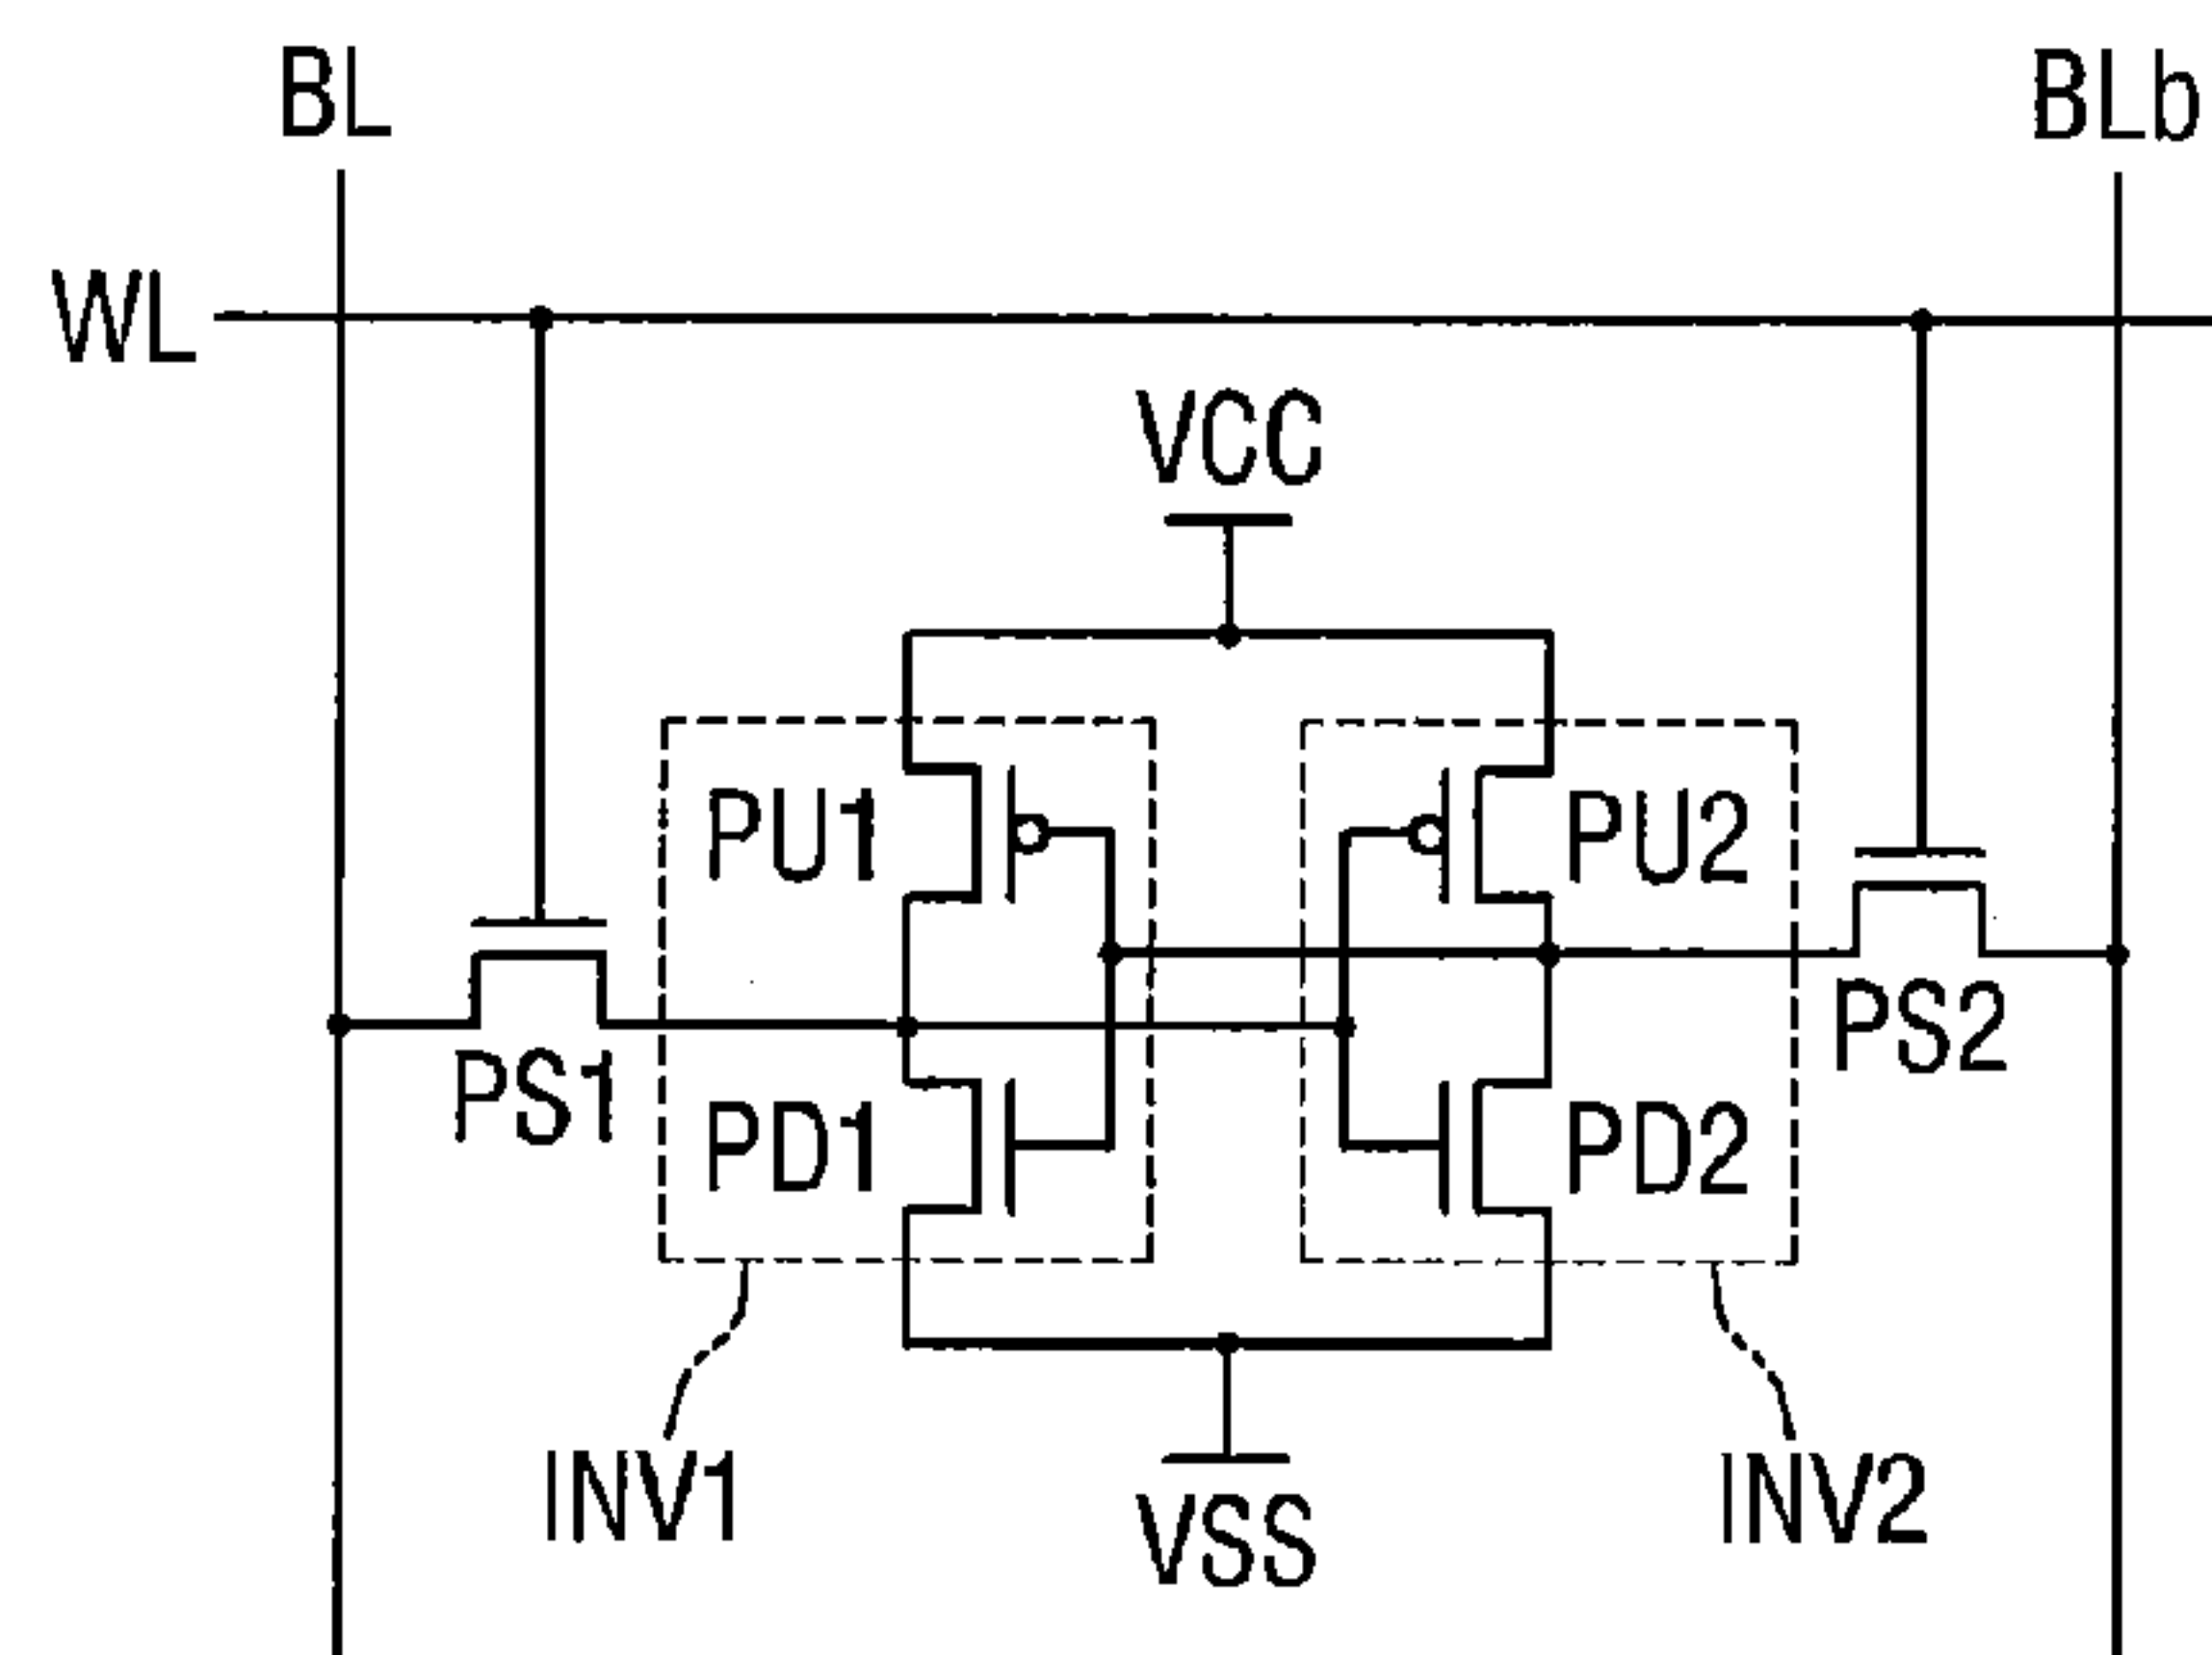 BL
BLb
WL
VCC
PU1
PU2
PS1
PS2
PD1
PD2
INV1
INV2
VSS